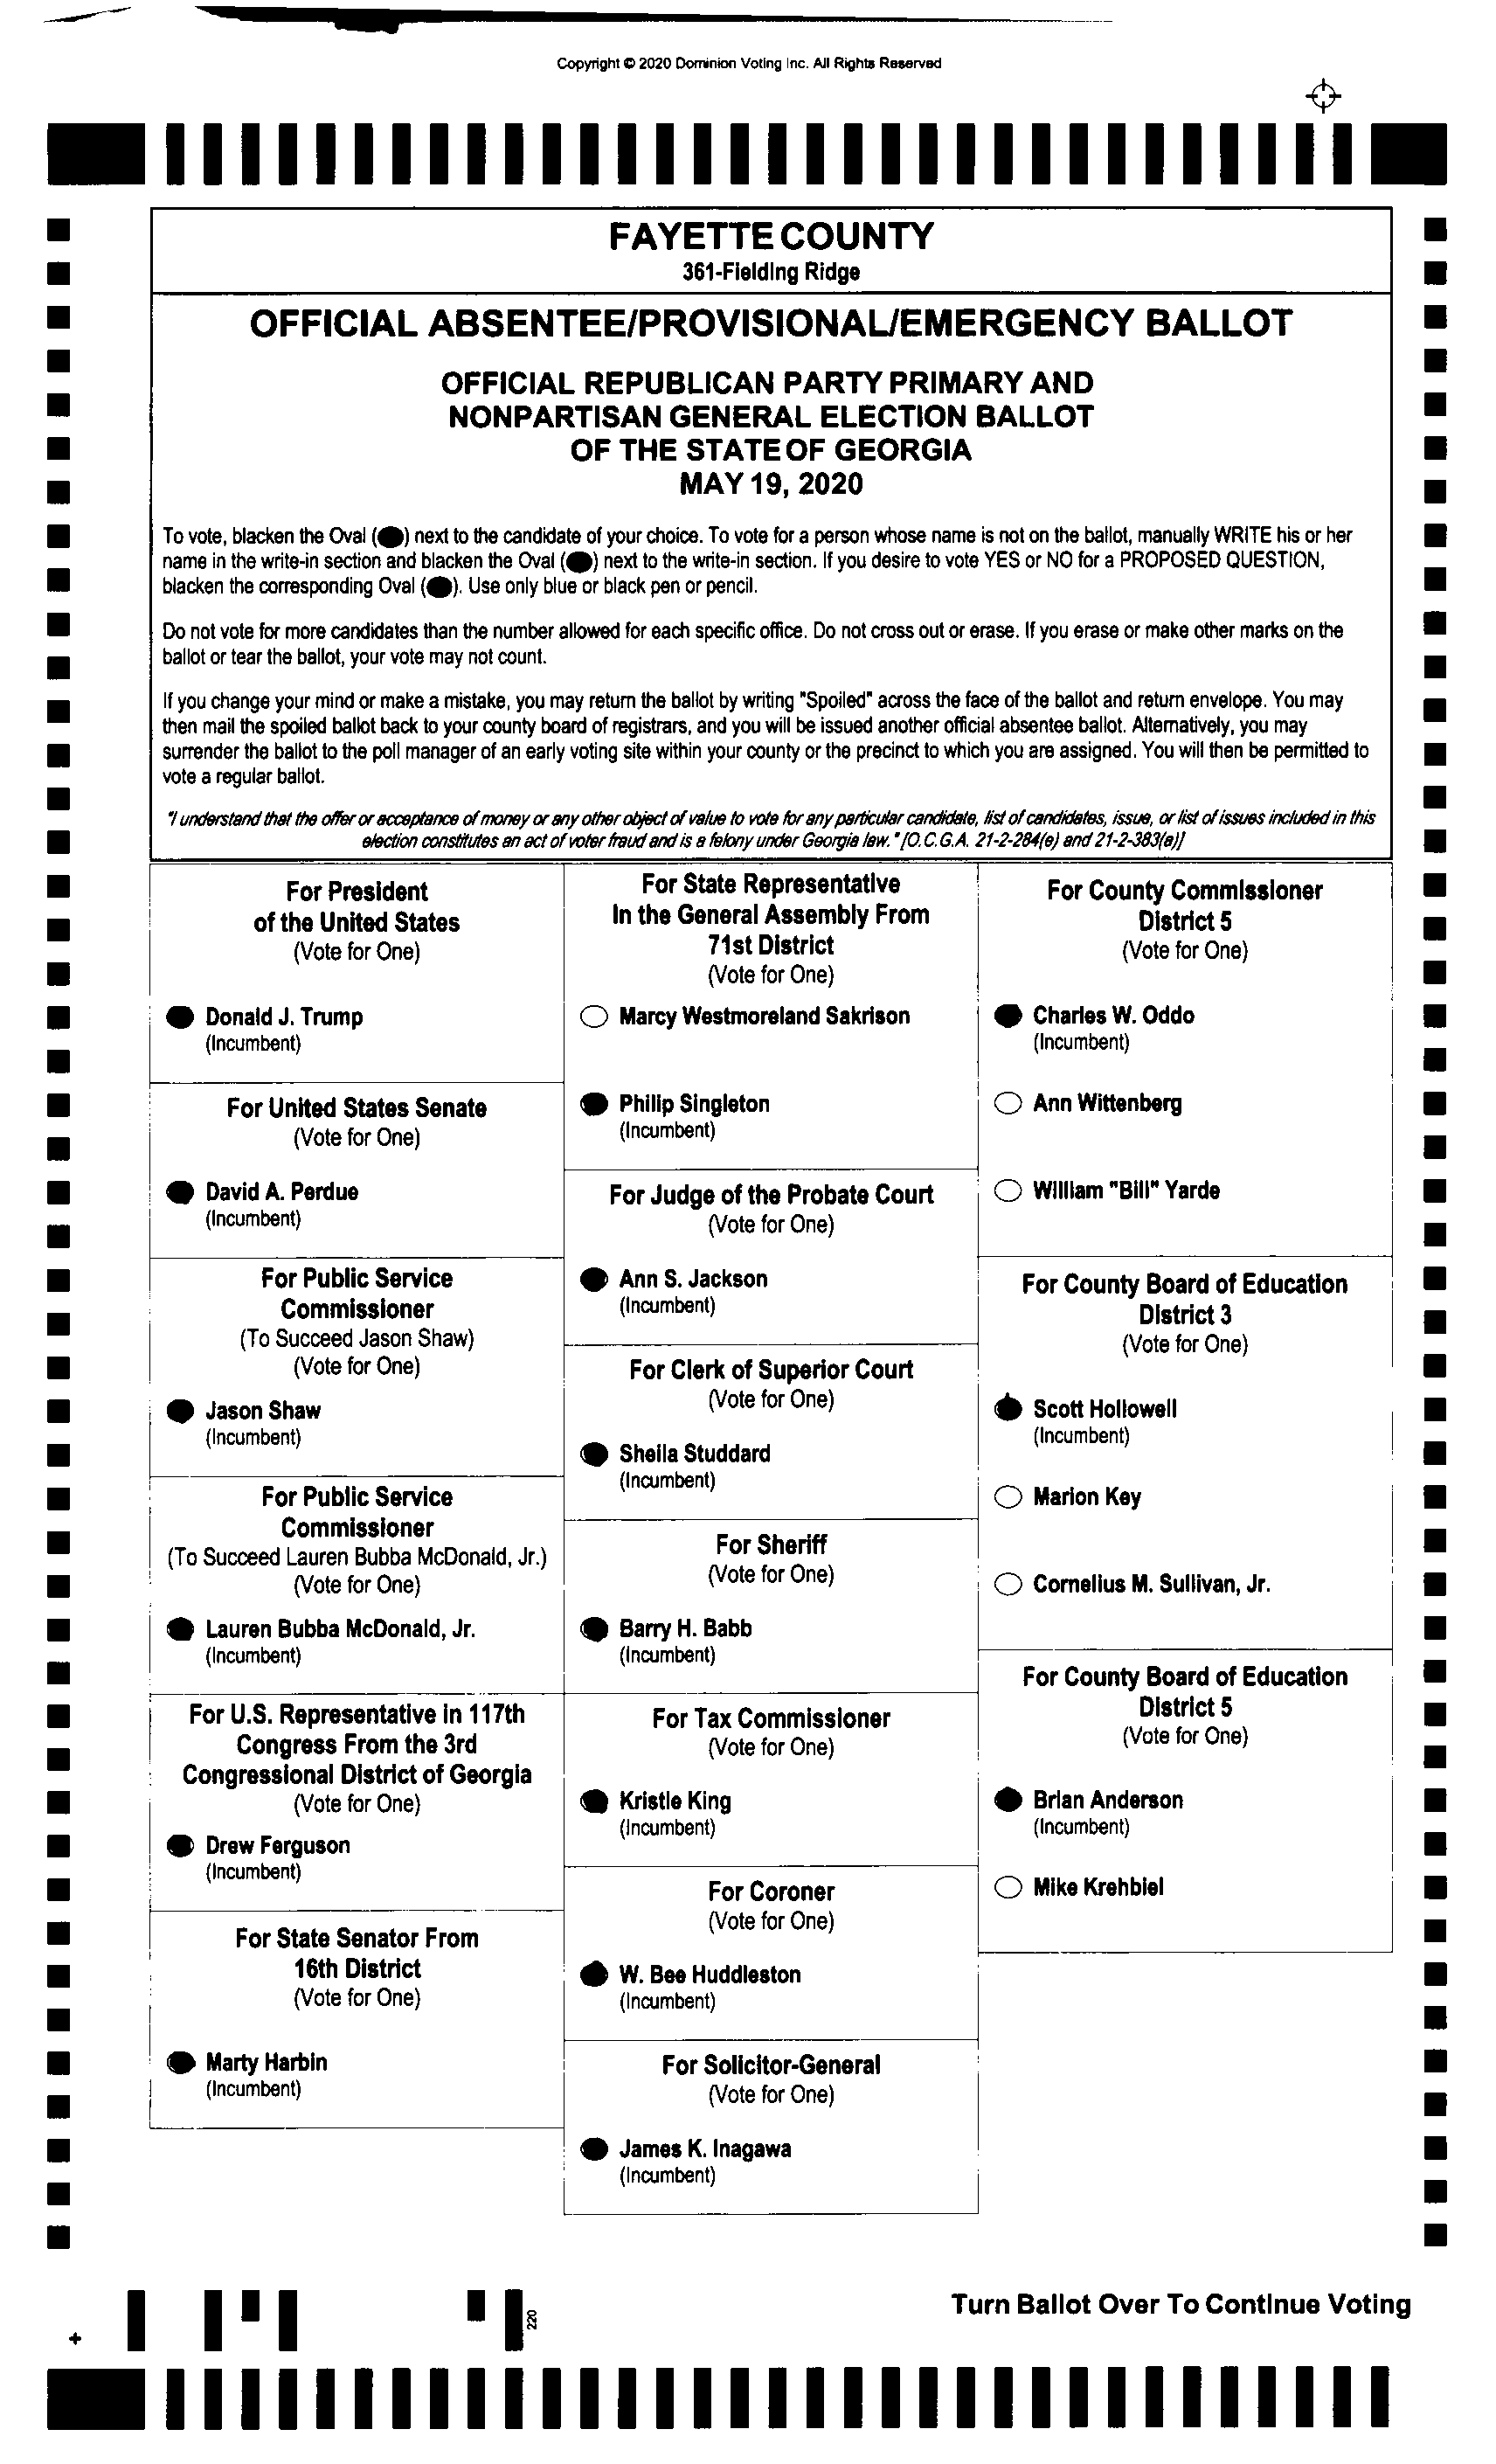 Copyright © 2020 Dominion Voting Inc. All Rights Reserved
FAYETTE COUNTY
361-Fielding Ridge
OFFICIAL ABSENTEE/PROVISIONAL/EMERGENCY BALLOT
OFFICIAL REPUBLICAN PARTY PRIMARY AND
NONPARTISAN GENERAL ELECTION BALLOT
OF THE STATE OF GEORGIA
MAY 19, 2020
To vote, blacken the Oval (⬬) next to the candidate of your choice. To vote for a person whose name is not on the ballot, manually WRITE his or her
name in the write-in section and blacken the Oval (⬬) next to the write-in section. If you desire to vote YES or NO for a PROPOSED QUESTION,
blacken the corresponding Oval (⬬). Use only blue or black pen or pencil.
Do not vote for more candidates than the number allowed for each specific office. Do not cross out or erase. If you erase or make other marks on the
ballot or tear the ballot, your vote may not count.
If you change your mind or make a mistake, you may return the ballot by writing "Spoiled" across the face of the ballot and return envelope. You may
then mail the spoiled ballot back to your county board of registrars, and you will be issued another official absentee ballot. Alternatively, you may
surrender the ballot to the poll manager of an early voting site within your county or the precinct to which you are assigned. You will then be permitted to
vote a regular ballot.
"I understand that the offer or acceptance of money or any other object of value to vote for any particular candidate, list of candidates, issue, or list of issues included in this
election constitutes an act of voter fraud and is a felony under Georgia law." [O.C.G.A. 21-2-284(e) and 21-2-383(a)]
For President
of the United States
(Vote for One)
Donald J. Trump
(Incumbent)
For United States Senate
(Vote for One)
David A. Perdue
(Incumbent)
For Public Service
Commissioner
(To Succeed Jason Shaw)
(Vote for One)
Jason Shaw
(Incumbent)
For Public Service
Commissioner
(To Succeed Lauren Bubba McDonald, Jr.)
(Vote for One)
Lauren Bubba McDonald, Jr.
(Incumbent)
For U.S. Representative in 117th
Congress From the 3rd
Congressional District of Georgia
(Vote for One)
Drew Ferguson
(Incumbent)
For State Senator From
16th District
(Vote for One)
Marty Harbin
(Incumbent)
For State Representative
In the General Assembly From
71st District
(Vote for One)
Marcy Westmoreland Sakrison
Philip Singleton
(Incumbent)
For Judge of the Probate Court
(Vote for One)
Ann S. Jackson
(Incumbent)
For Clerk of Superior Court
(Vote for One)
Sheila Studdard
(Incumbent)
For Sheriff
(Vote for One)
Barry H. Babb
(Incumbent)
For Tax Commissioner
(Vote for One)
Kristie King
(Incumbent)
For Coroner
(Vote for One)
W. Bee Huddleston
(Incumbent)
For Solicitor-General
(Vote for One)
James K. Inagawa
(Incumbent)
For County Commissioner
District 5
(Vote for One)
Charles W. Oddo
(Incumbent)
Ann Wittenberg
William "Bill" Yarde
For County Board of Education
District 3
(Vote for One)
Scott Hollowell
(Incumbent)
Marion Key
Cornelius M. Sullivan, Jr.
For County Board of Education
District 5
(Vote for One)
Brian Anderson
(Incumbent)
Mike Krehbiel
Turn Ballot Over To Continue Voting
220